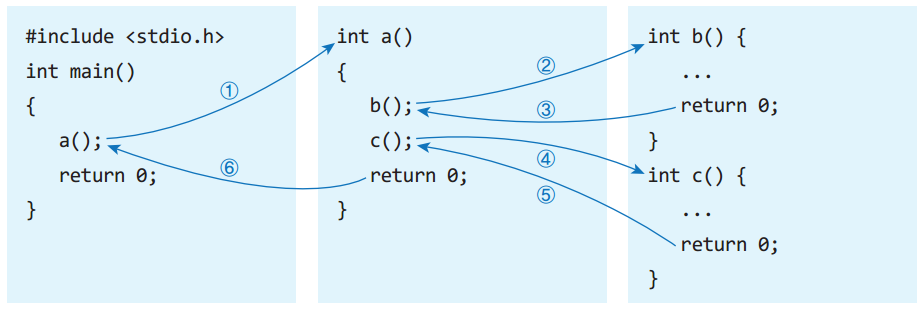 #include <stdio.h>
int main()
{
a();
return 0;
}
①
⑥
int a()
{
b();
c();
return 0;
}
②
③
④
⑤
int b() {
...
return 0;
}
int c() {
...
return 0;
}